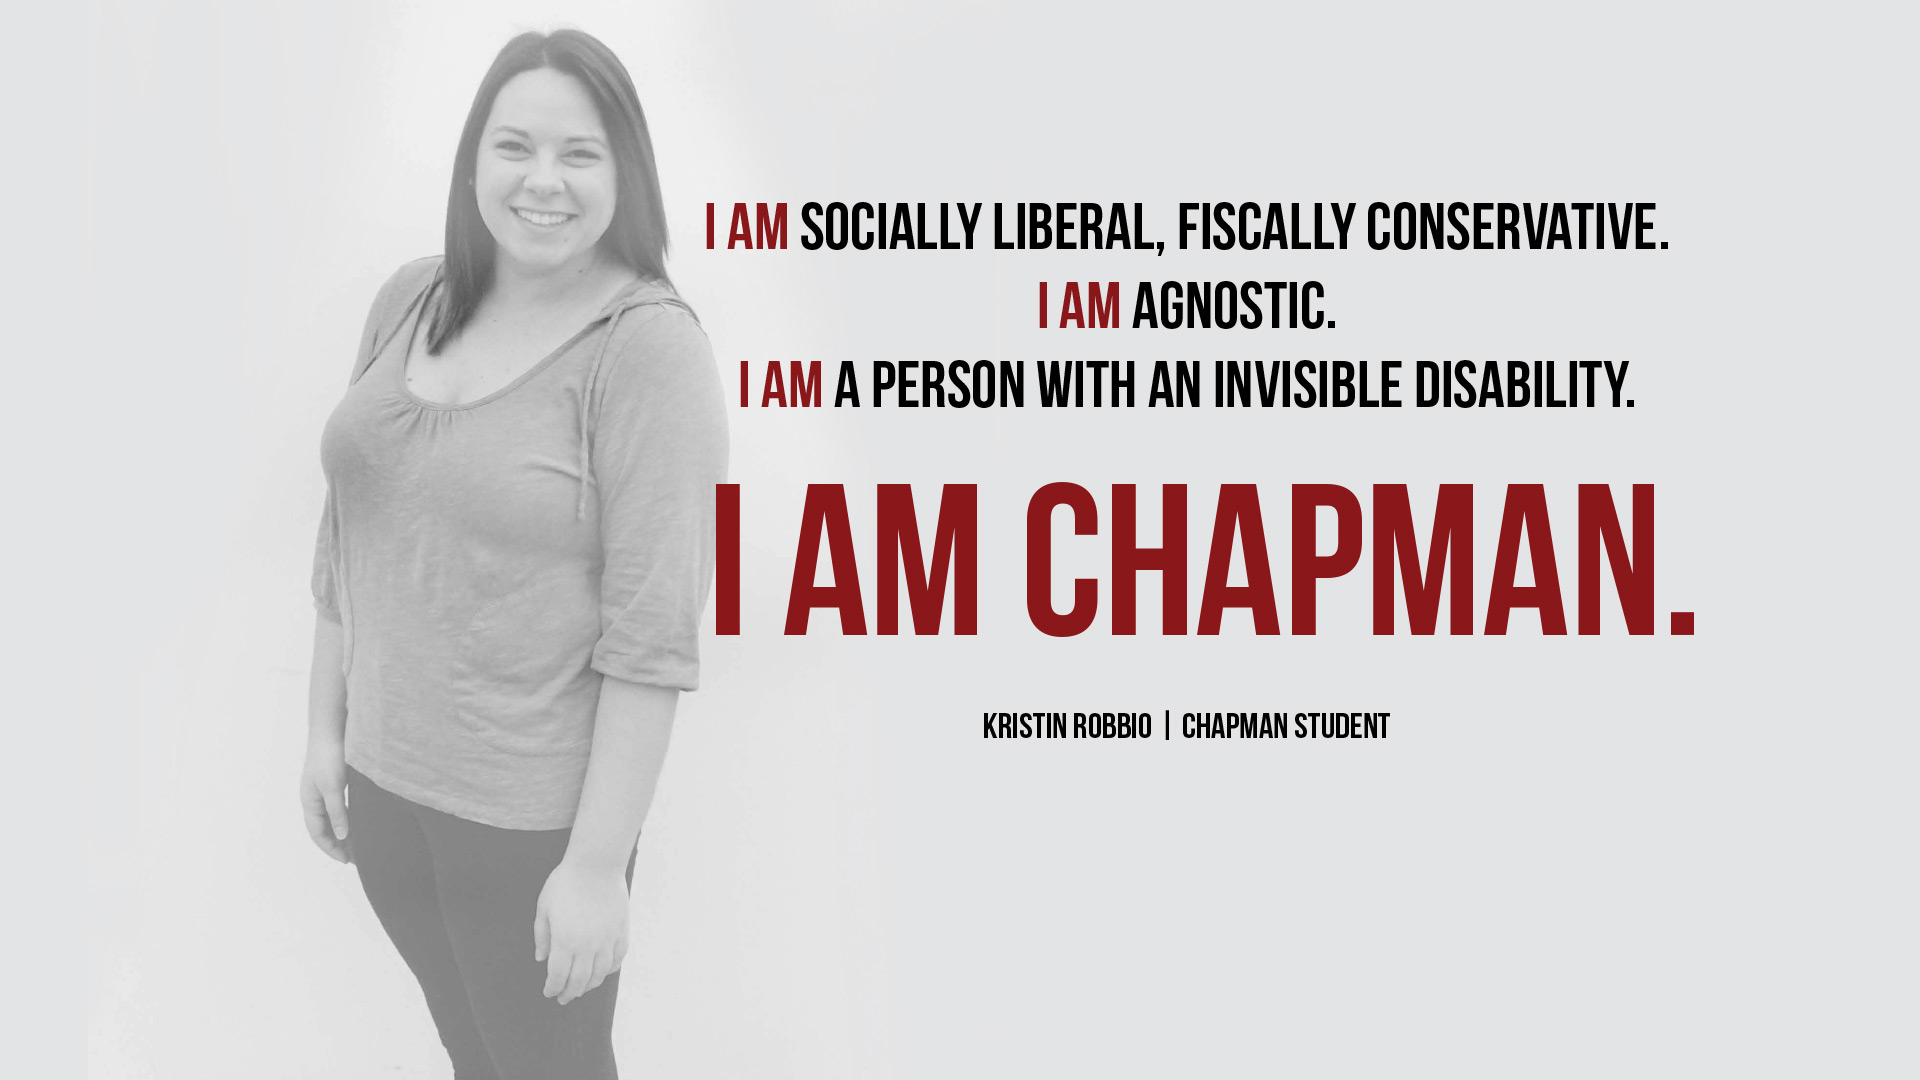 I AM SOCIALLY LIBERAL, FISCALLY CONSERVATIVE.
I AM AGNOSTIC.
I AM A PERSON WITH AN INVISIBLE DISABILITY.
I AM CHAPMAN.
KRISTIN ROBBIO | CHAPMAN STUDENT